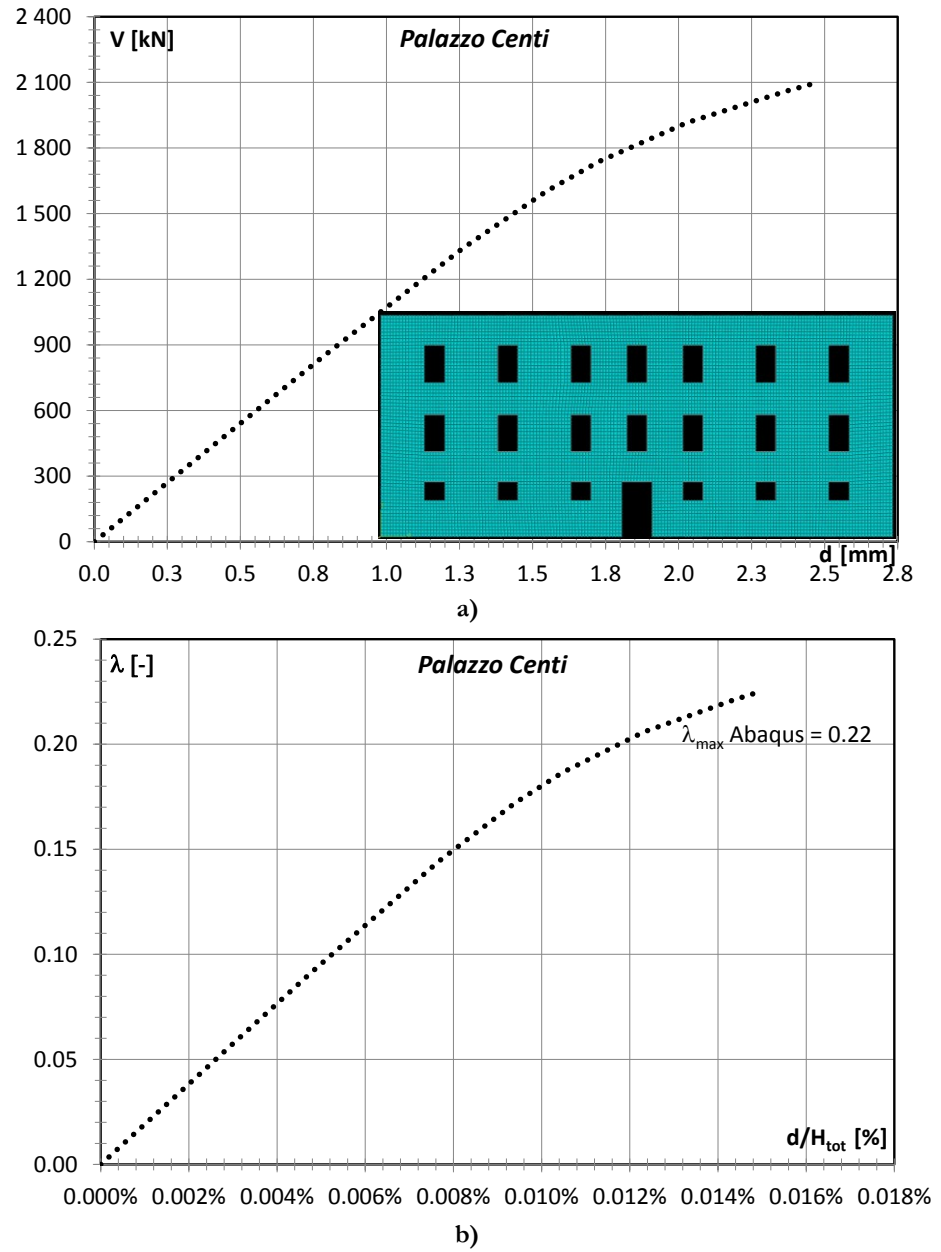 2 400
V [kN]
Palazzo Centi
2 100
1 800
1 500
1 200
900
600
300
0
d [mm]
0.0 0.3 0.5 0.8 1.0 1.3 1.5 1.8 2.0 2.3 2.5 2.8
a)
0.25
λ [-]
Palazzo Centi
0.20
λmax Abaqus = 0.22
0.15
0.10
0.05
d/Htot [%]
0.00
0.000% 0.002% 0.004% 0.006% 0.008% 0.010% 0.012% 0.014% 0.016% 0.018%
b)